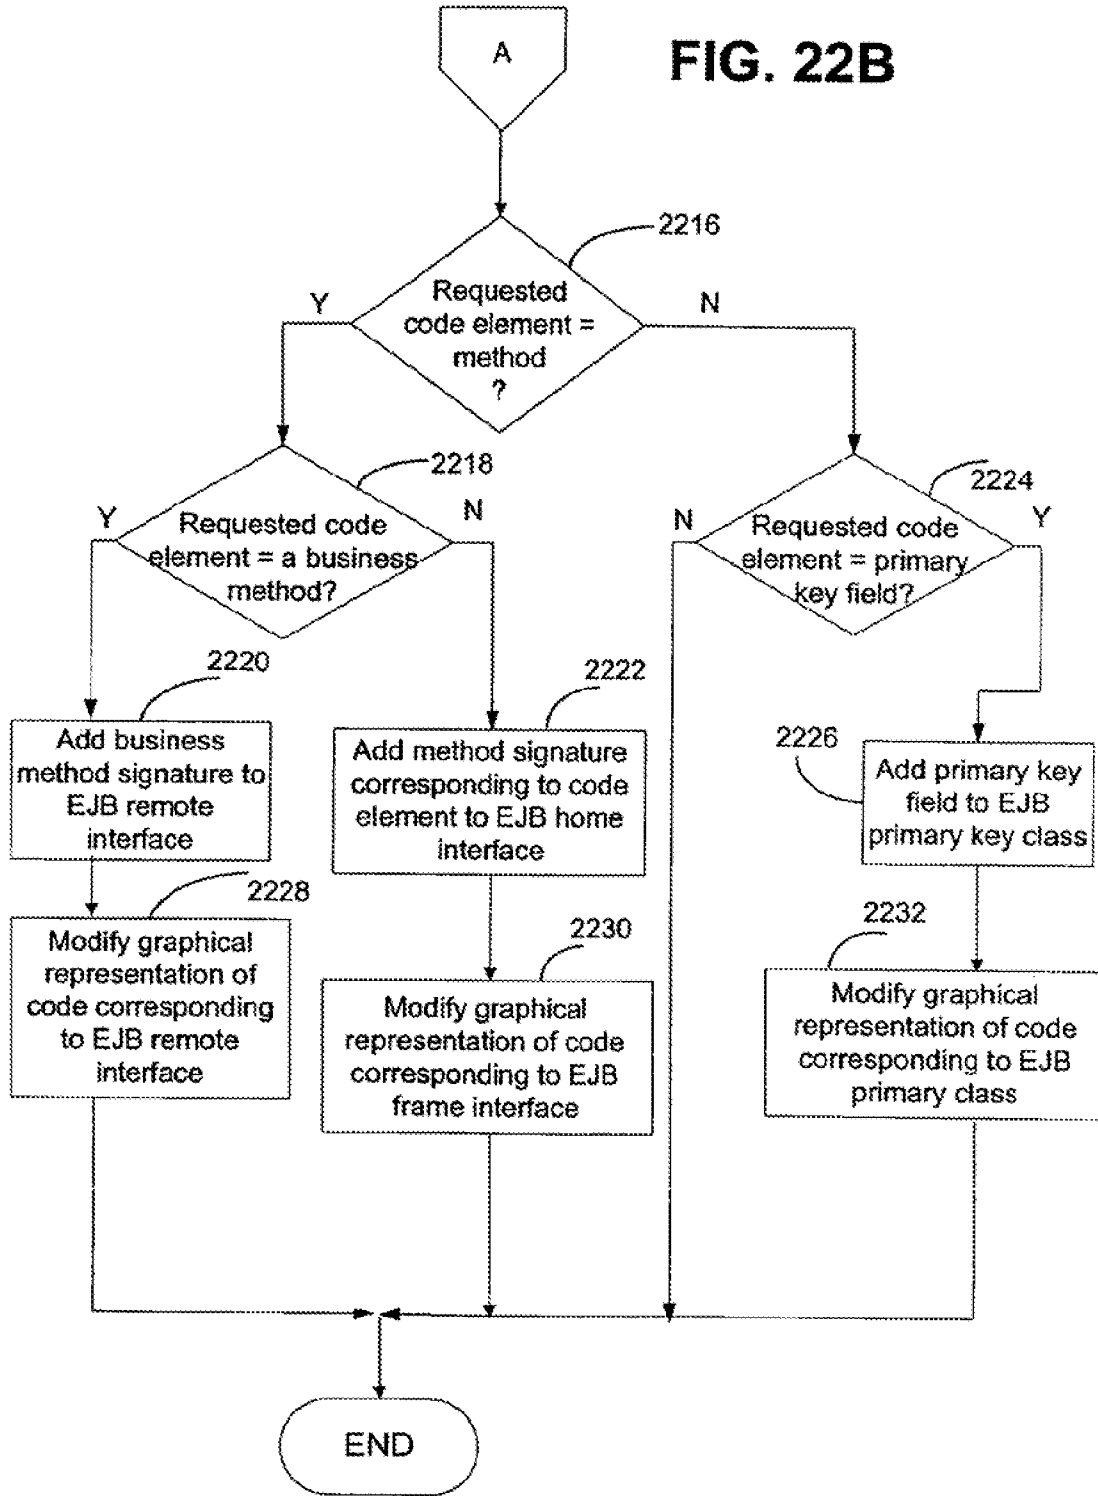 A
FIG. 22B
2216
Requested
code element =
method
?
Y
N
2218
Requested code
element = a business
method?
Y
N
2224
Requested code
element = primary
key field?
N
Y
2220
Add business
method signature to
EJB remote
interface
2222
Add method signature
corresponding to code
element to EJB home
interface
2226
Add primary key
field to EJB
primary key class
2228
Modify graphical
representation of
code corresponding
to EJB remote
interface
2230
Modify graphical
representation of code
corresponding to EJB
frame interface
2232
Modify graphical
representation of code
corresponding to EJB
primary class
END